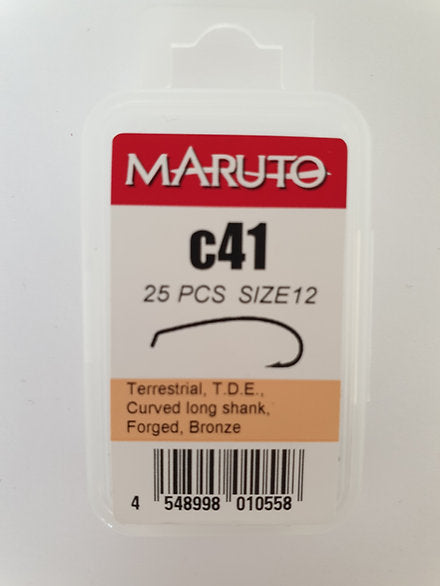 MARUTO
c41
25 PCS SIZE12
Terrestrial, T.D.E.,
Curved long shank,
Forged, Bronze
4 548998 010558